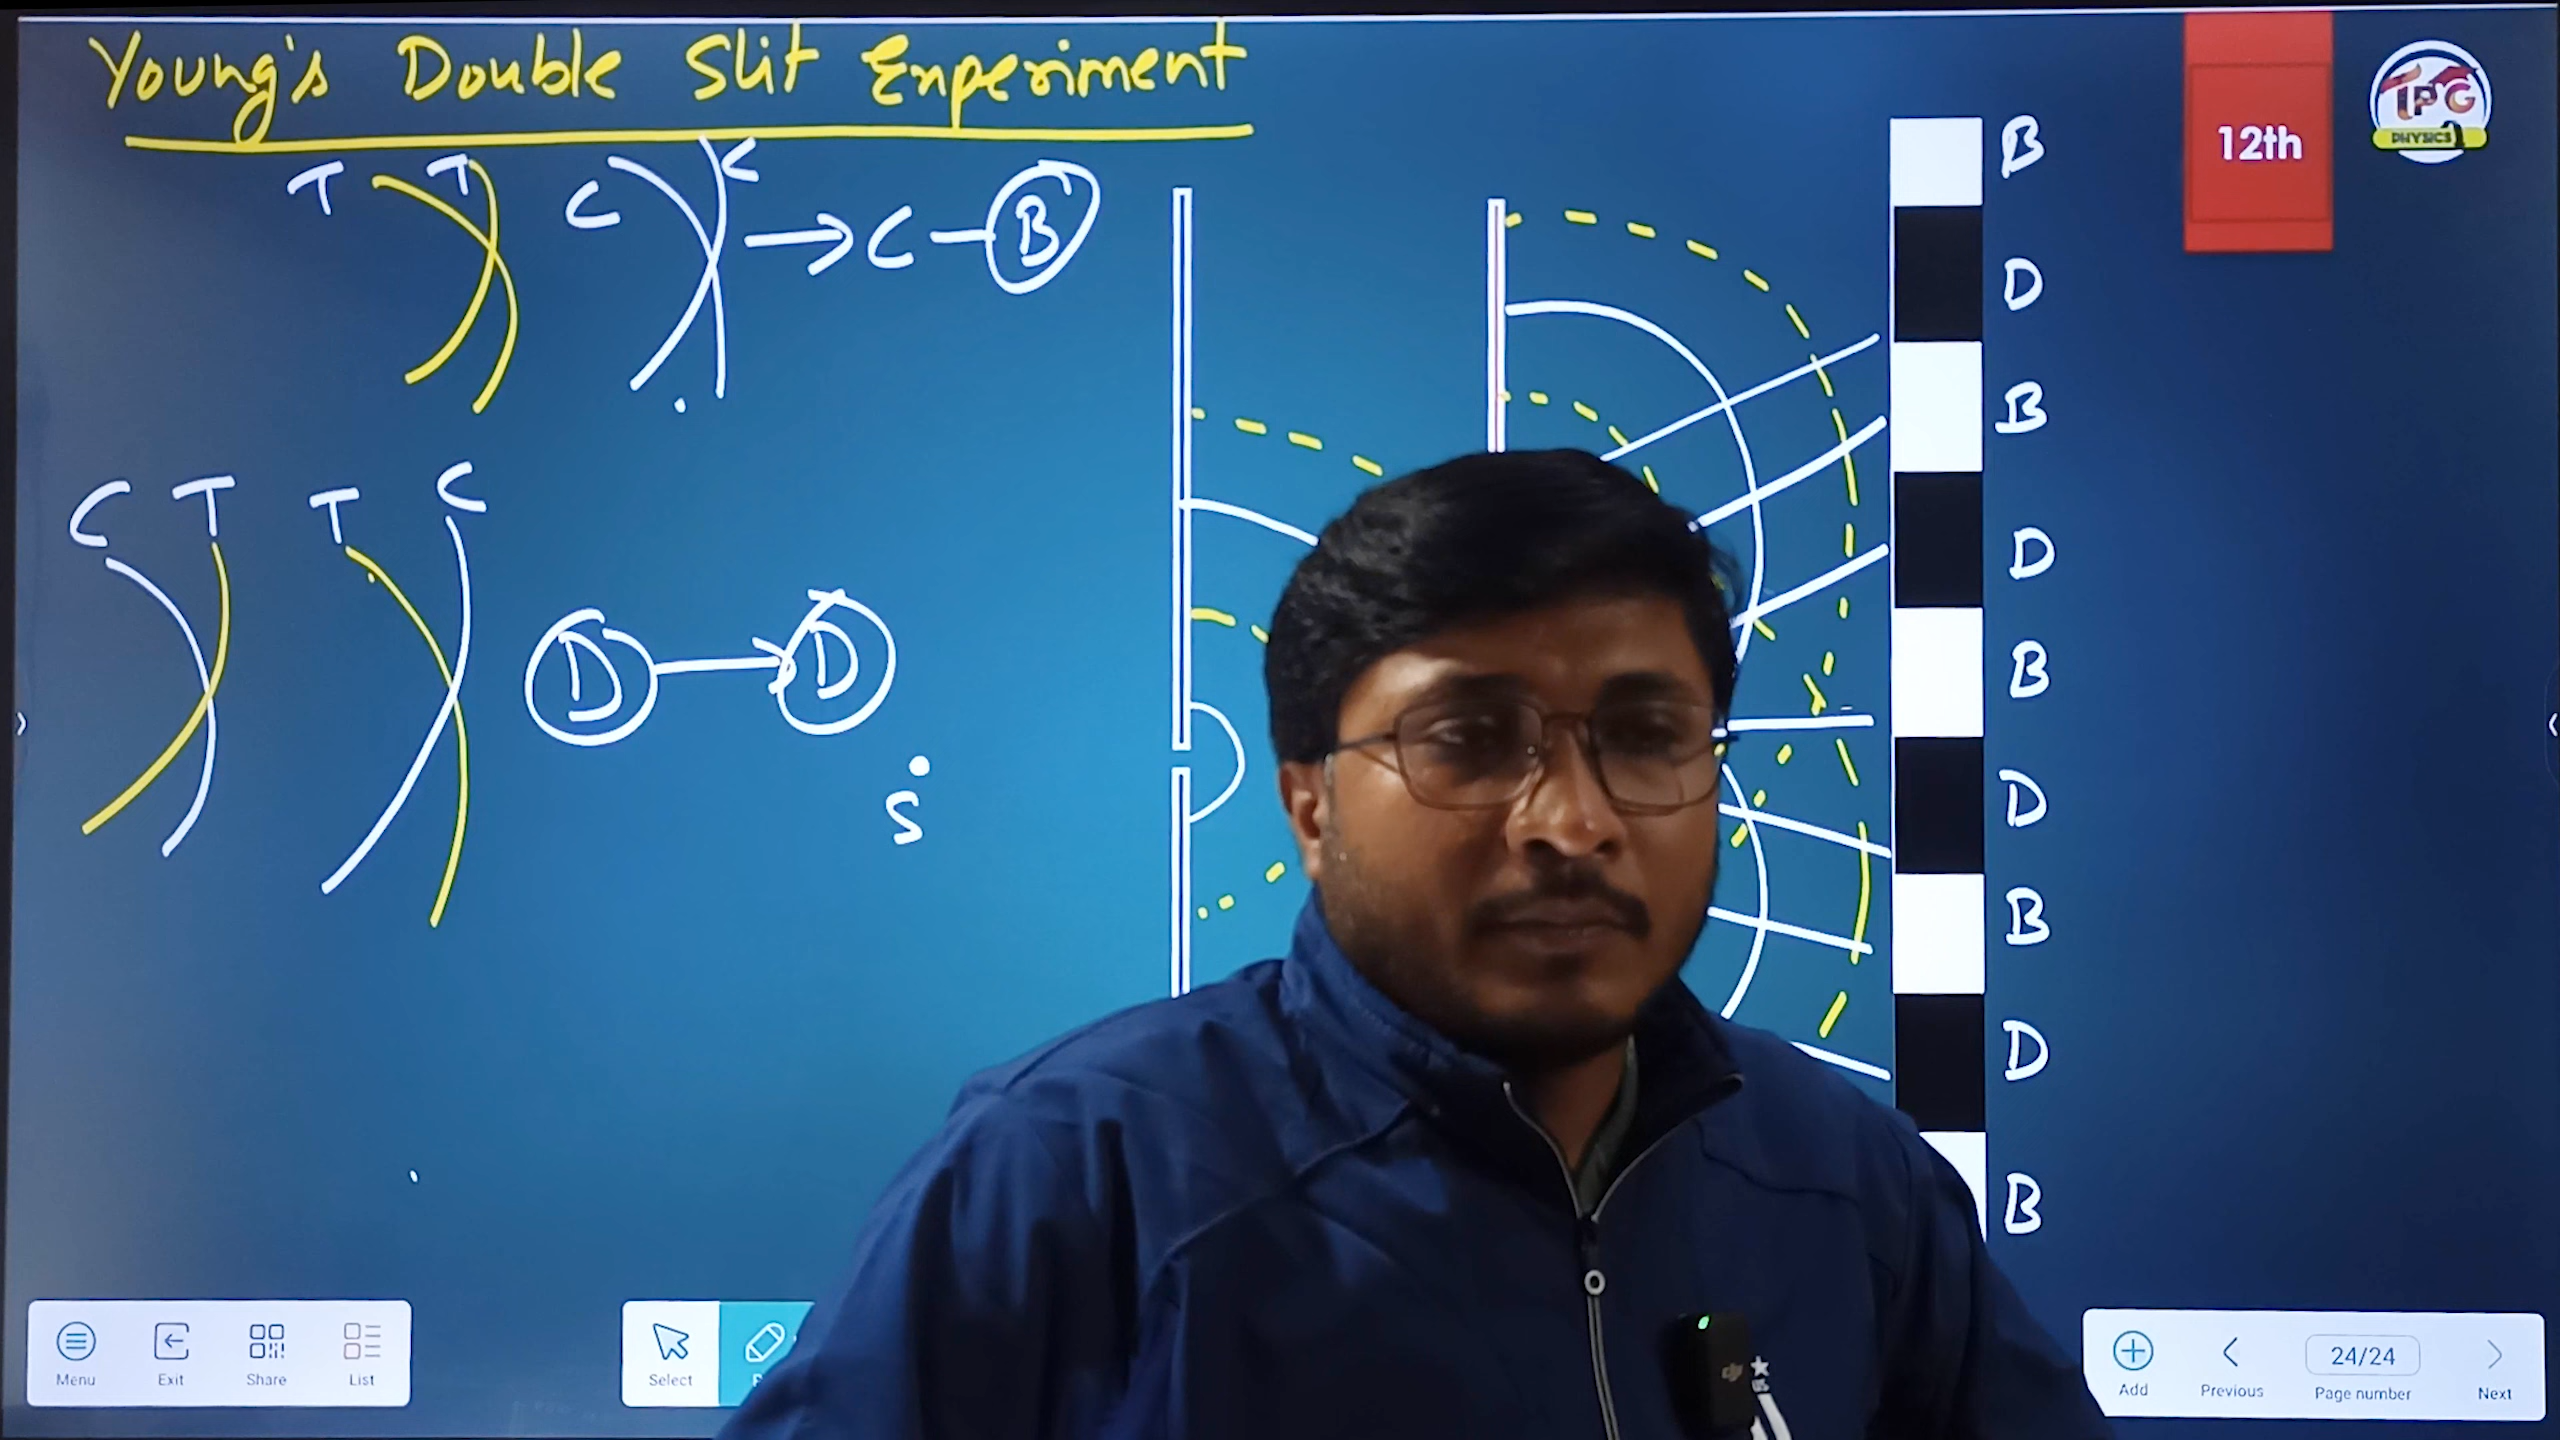 Young's Double Slit Experiment
T T C C → C - B
C T T C
D → D
S
B
D
B
D
B
D
B
D
B
12th
TPG
PHYSICS
Menu Exit Share List
Select
Add Previous 24/24 Page number Next